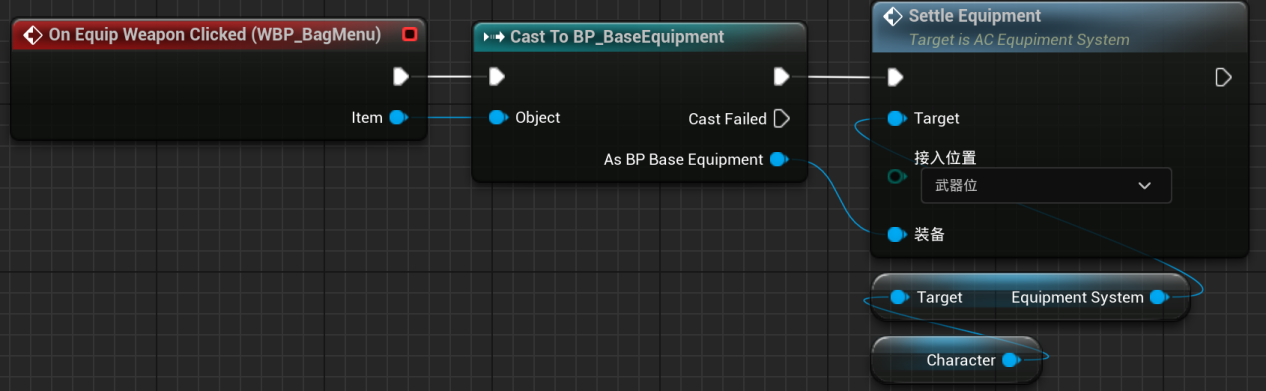 On Equip Weapon Clicked (WBP_BagMenu)
Item
Cast To BP_BaseEquipment
Object
Cast Failed
As BP Base Equipment
Settle Equipment
Target is AC Equpiment System
Target
接入位置
武器位
装备
Target
Equipment System
Character